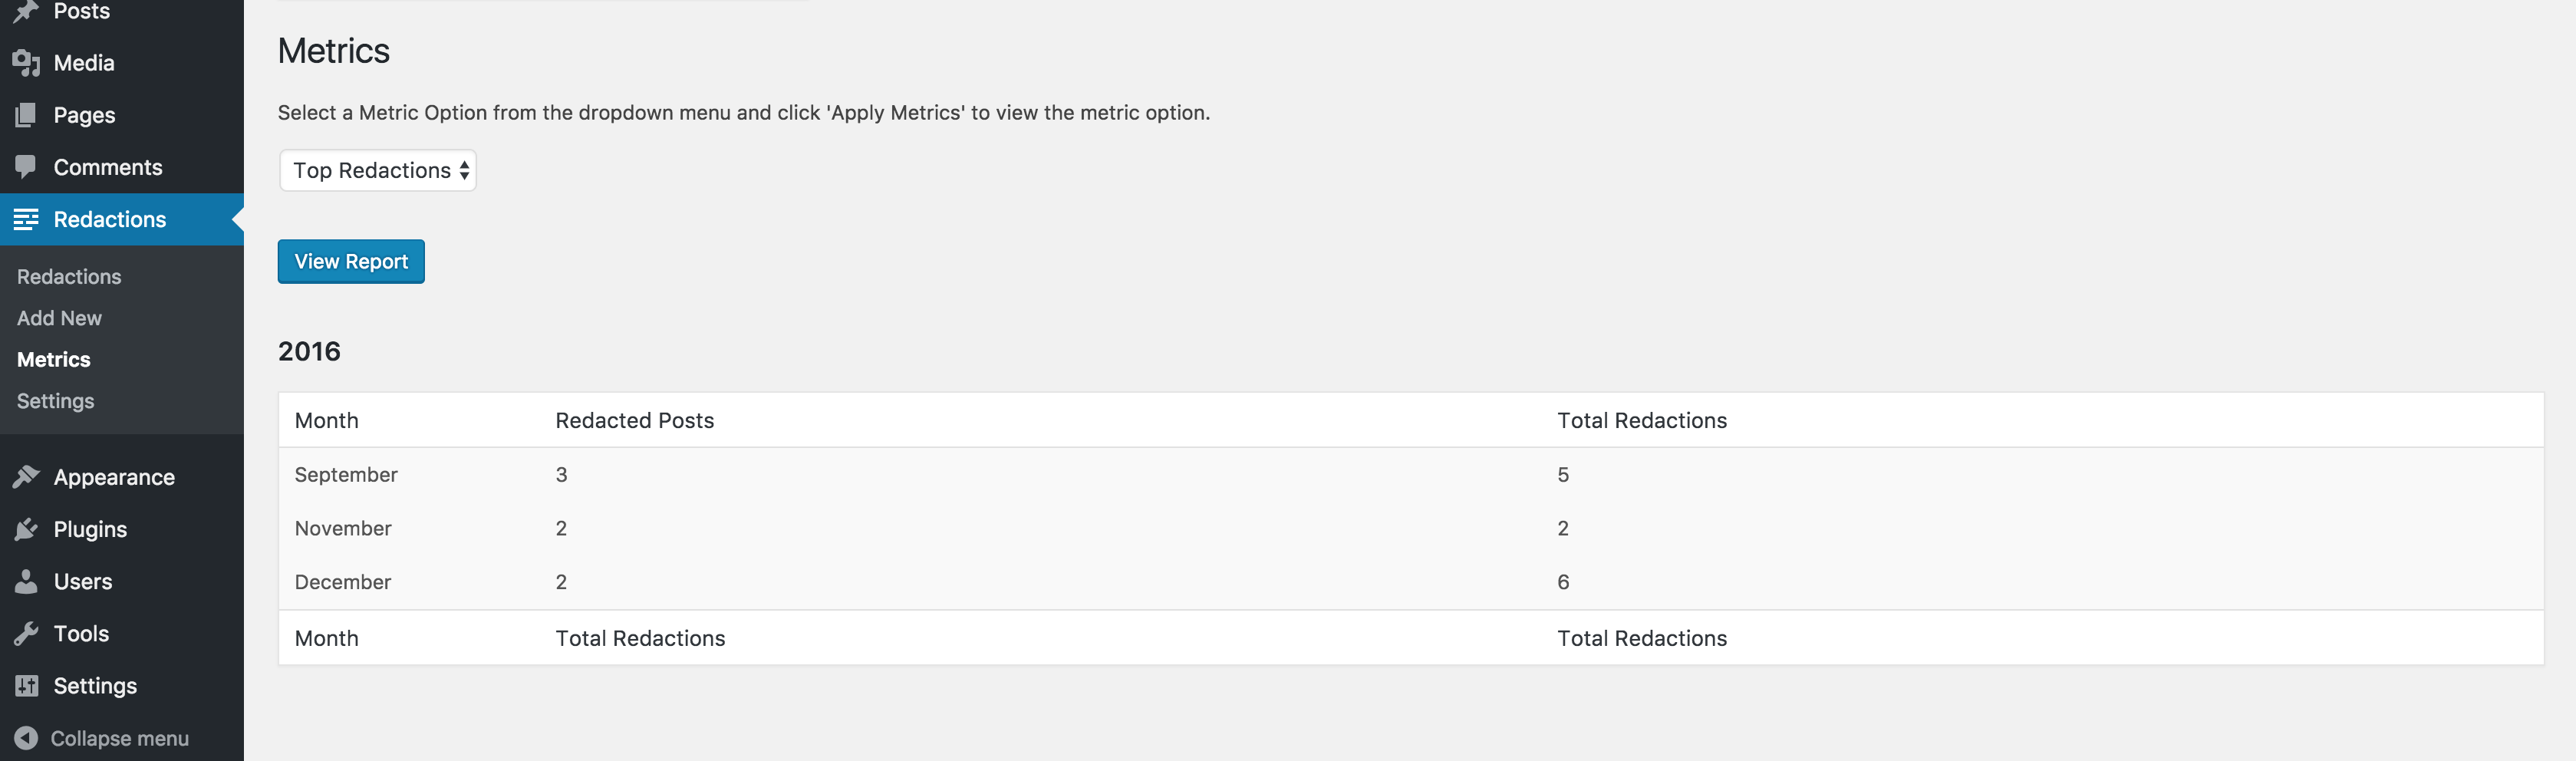 Posts
Media
Pages
Comments
Redactions
Redactions
Add New
Metrics
Settings
Appearance
Plugins
Users
Tools
Settings
Collapse menu
Metrics
Select a Metric Option from the dropdown menu and click 'Apply Metrics' to view the metric option.
Top Redactions
View Report
2016
Month Redacted Posts Total Redactions
September 3 5
November 2 2
December 2 6
Month Total Redactions Total Redactions